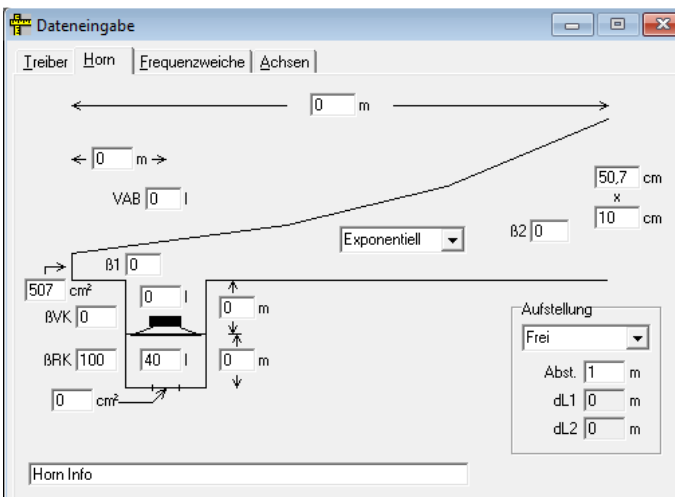 Dateneingabe
Treiber Horn Frequenzweiche Achsen
0 m
0 m
VAB 0 l
50,7 cm
x
10 cm
Exponentiell
ß2 0
ß1 0
507 cm²
0 l
0 m
ßVK 0
ßRK 100
40 l
0 m
0 cm²
Aufstellung
Frei
Abst. 1 m
dL1 0 m
dL2 0 m
Horn Info